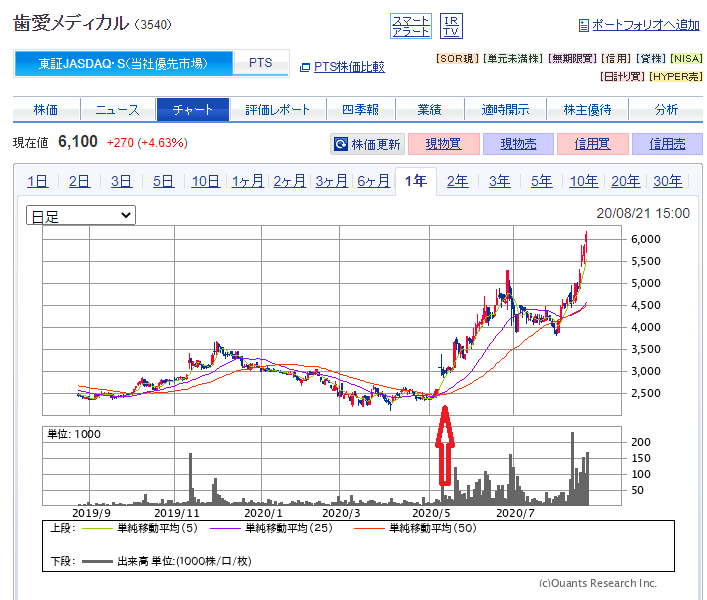 歯愛メディカル (3540)
スマート
アラート
I R
T V
ポートフォリオへ追加
東証JASDAQ・S(当社優先市場)
PTS
PTS株価比較
[SOR現] [単元未満株] [無期限買] [信用] [貸株] [NISA]
[日計り買] [HYPER売]
株価 ニュース チャート 評価レポート 四季報 業績 適時開示 株主優待 分析
現在値 6,100 +270 (+4.63%)
株価更新 現物買 現物売 信用買 信用売
1日 2日 3日 5日 10日 1ヶ月 2ヶ月 3ヶ月 6ヶ月 1年 2年 3年 5年 10年 20年 30年
日足
20/08/21 15:00
6,000
5,500
5,000
4,500
4,000
3,500
3,000
2,500
単位: 1000
200
150
100
50
2019/9 2019/11 2020/1 2020/3 2020/5 2020/7
上段: 単純移動平均(5) 単純移動平均(25) 単純移動平均(50)
下段: 出来高 単位:(1000株/口/枚)
(c)Quants Research Inc.